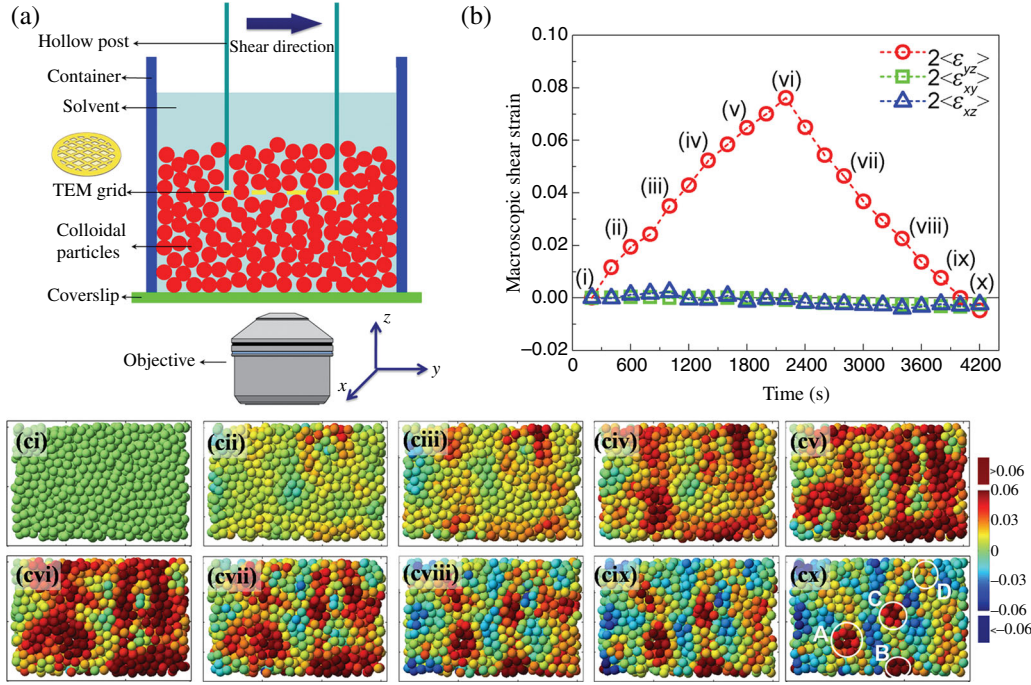 (a)
Hollow post
Shear direction
Container
Solvent
TEM grid
Colloidal
particles
Coverslip
Objective
z
y
x
(b)
Macroscopic shear strain
0.10
0.08
0.06
0.04
0.02
0.00
−0.02
0
600
1200
1800
2400
3000
3600
4200
Time (s)
2<εyz>
2<εxy>
2<εxz>
(i)
(ii)
(iii)
(iv)
(v)
(vi)
(vii)
(viii)
(ix)
(x)
(ci)
(cii)
(ciii)
(civ)
(cv)
(cvi)
(cvii)
(cviii)
(cix)
(cx)
A
B
C
D
>0.06
0.06
0.03
0
−0.03
−0.06
<−0.06